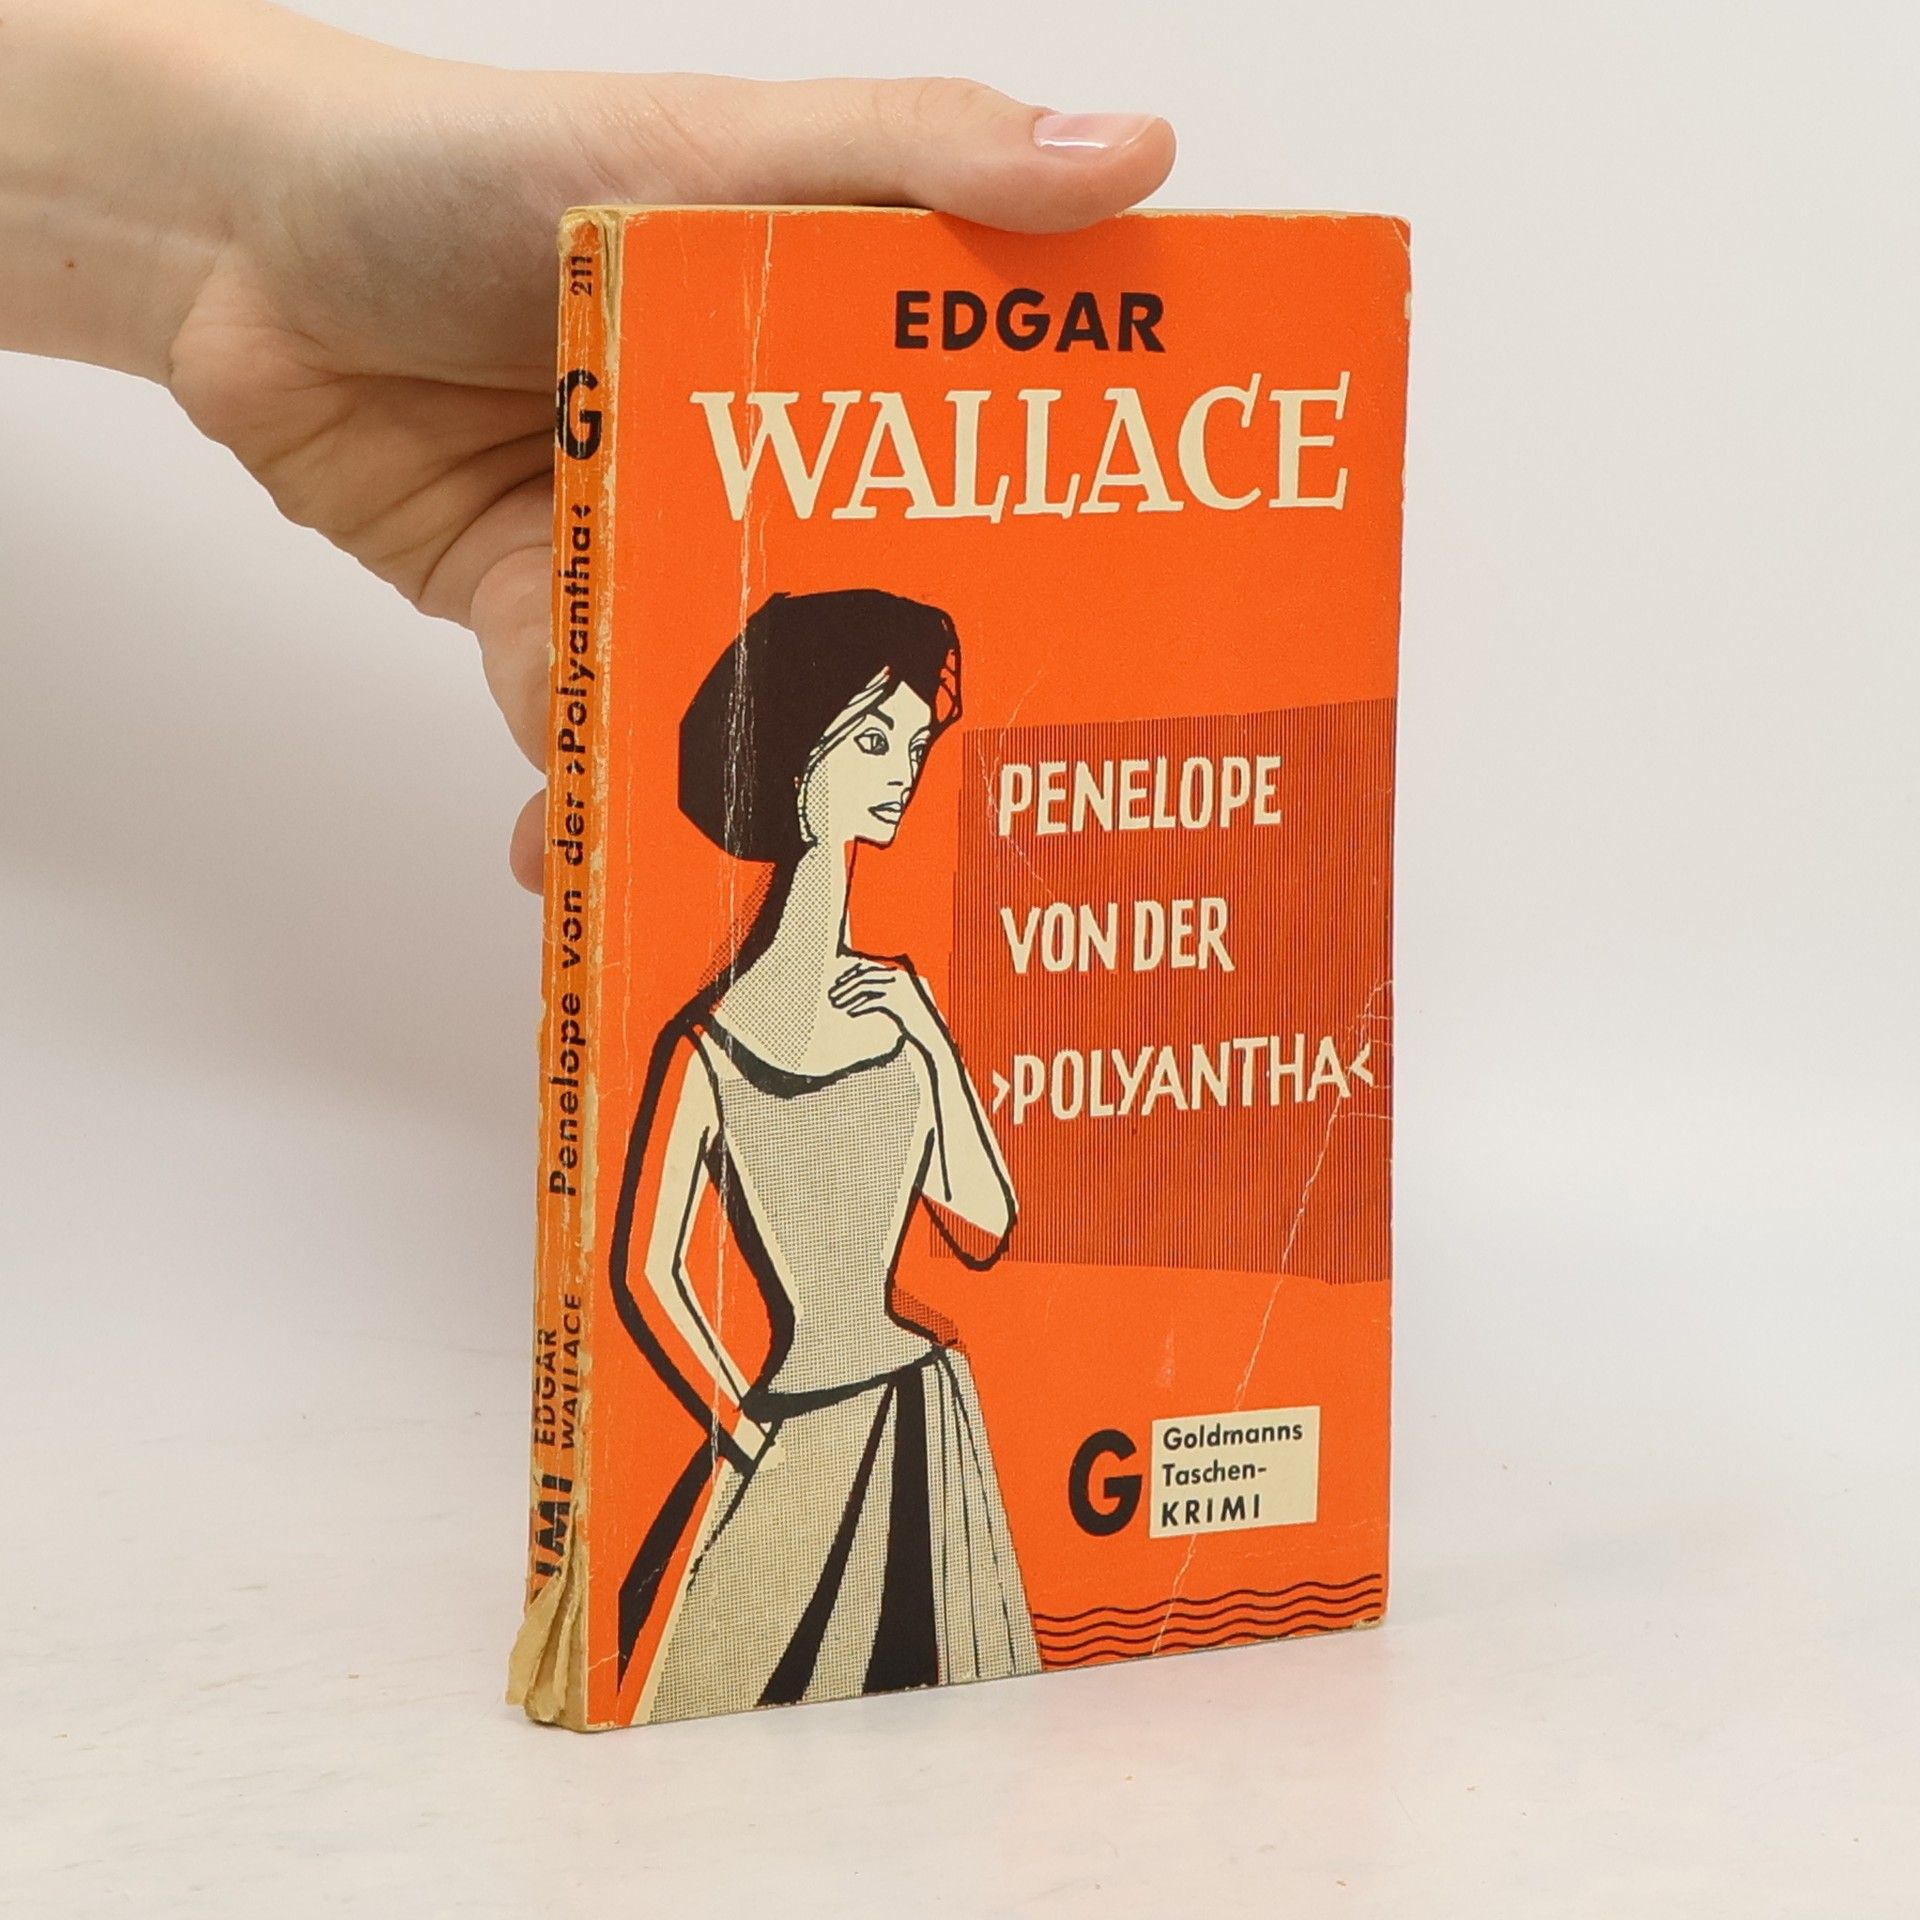 EDGAR
WALLACE
PENELOPE
VON DER
›POLYANTHA‹
G
Goldmanns
Taschen-
KRIMI
211
G
Penelope von der ›Polyantha‹
EDGAR
WALLACE